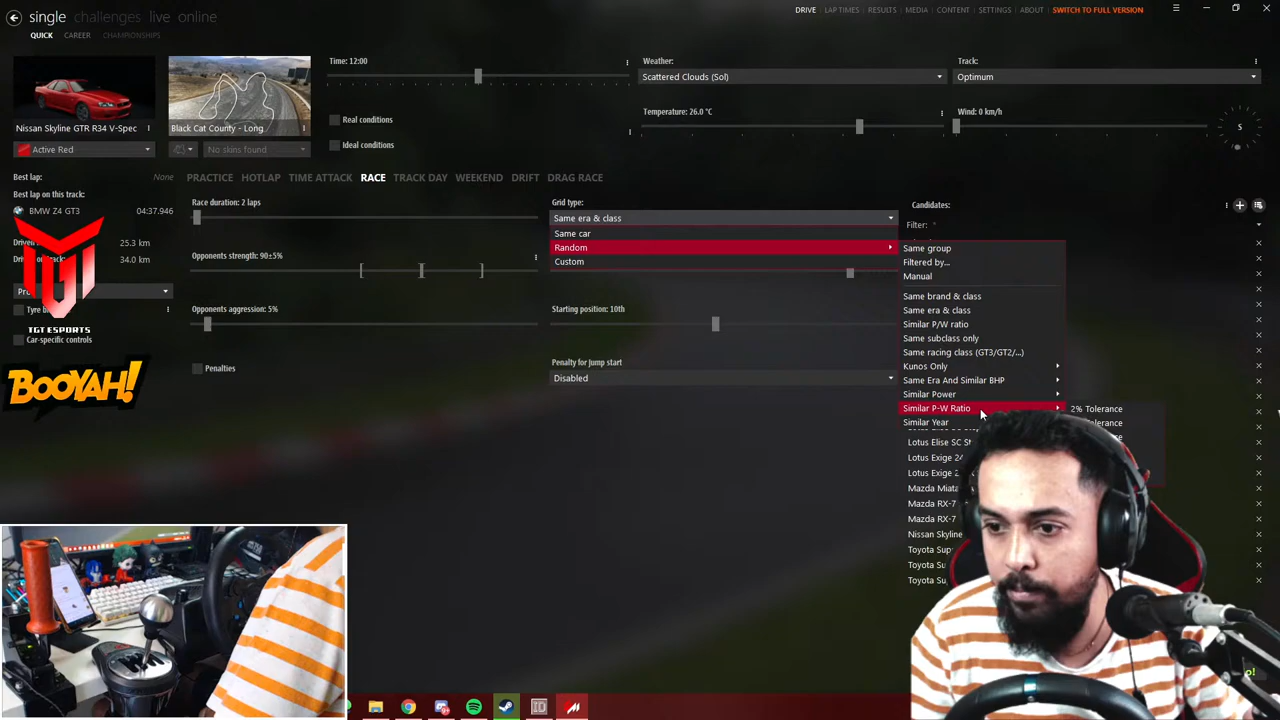 single challenges live online
DRIVE LAP TIMES RESULTS MEDIA CONTENT SETTINGS ABOUT SWITCH TO FULL VERSION
QUICK CAREER CHAMPIONSHIPS
Time: 12:00
Weather:
Track:
Scattered Clouds (Sol)
Optimum
Temperature: 26.0 °C
Wind: 0 km/h
Nissan Skyline GTR R34 V-Spec
Black Cat County - Long
Real conditions
S
Active Red
No skins found
Ideal conditions
Best lap: None
PRACTICE HOTLAP TIME ATTACK RACE TRACK DAY WEEKEND DRIFT DRAG RACE
Best lap on this track:
BMW Z4 GT3 04:37.946
Race duration: 2 laps
Grid type:
Candidates:
Same era & class
Filter:
Same car
Random
Custom
25.3 km
34.0 km
Opponents strength: 90±5%
Same group
Filtered by...
Manual
Same brand & class
Same era & class
Similar P/W ratio
Same subclass only
Same racing class (GT3/GT2/...)
Kunos Only
Same Era And Similar BHP
Similar Power
Similar P-W Ratio
Similar Year
2% Tolerance
Tolerance
Opponents aggression: 5%
Starting position: 10th
TGT ESPORTS
Car-specific controls
Penalties
Penalty for Jump start
Disabled
BOOYAH!
Lotus Elise SC
Lotus Exige
Lotus Exige
Mazda Miata
Mazda RX-7
Mazda RX-7
Nissan Skyline
Toyota
Toyota
Toyota